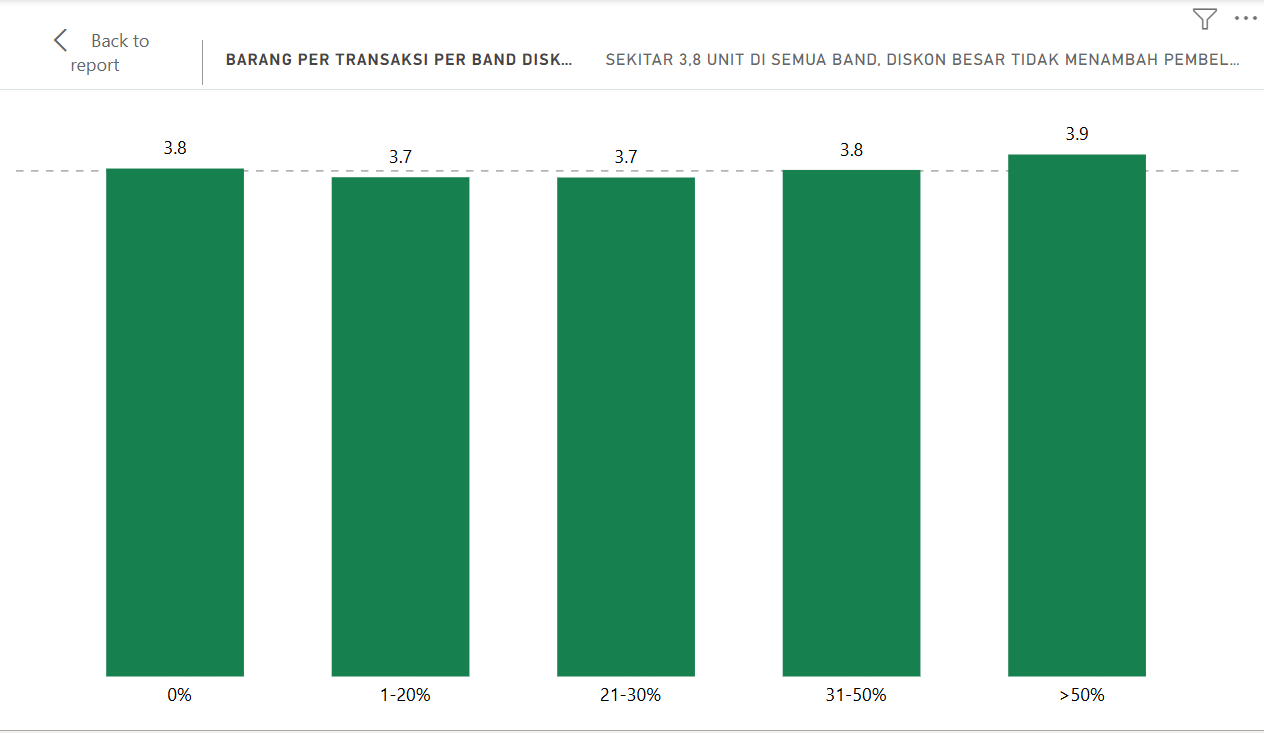 Back to
report
BARANG PER TRANSAKSI PER BAND DISK...
SEKITAR 3,8 UNIT DI SEMUA BAND, DISKON BESAR TIDAK MENAMBAH PEMBEL...
3.8
3.7
3.7
3.8
3.9
0%
1-20%
21-30%
31-50%
>50%